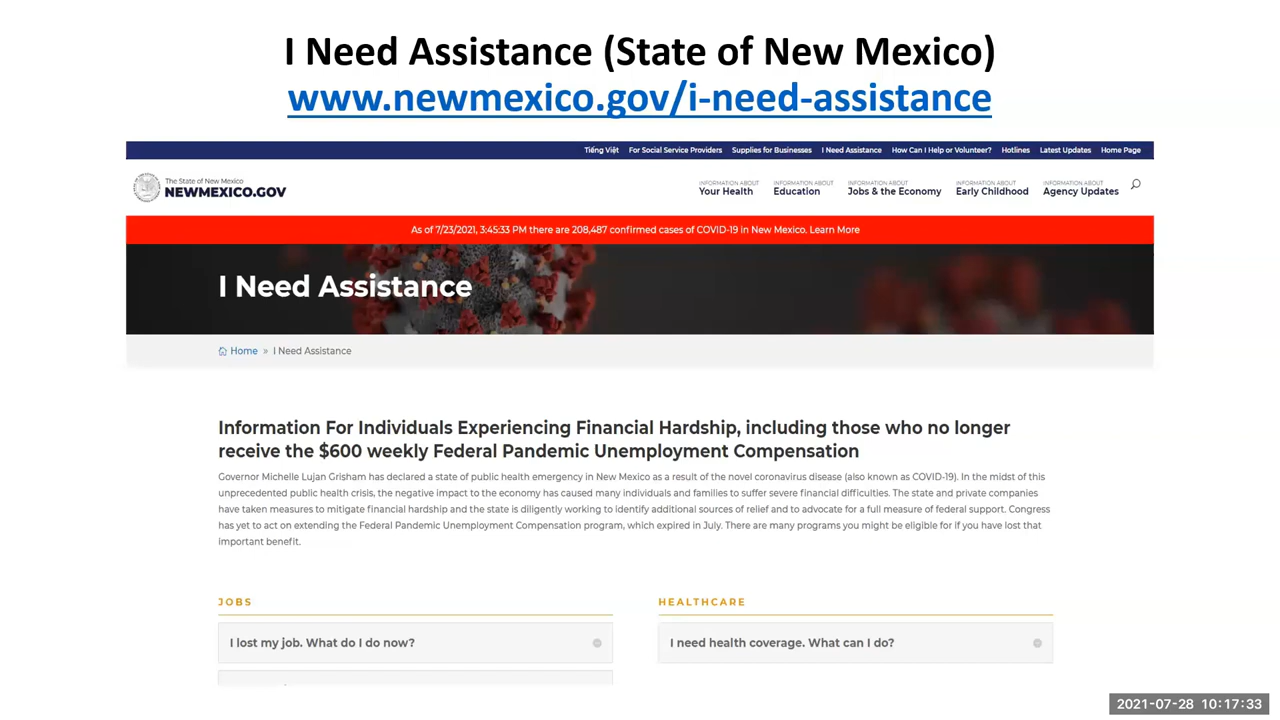 I Need Assistance (State of New Mexico)
www.newmexico.gov/i-need-assistance
Tiếng Việt For Social Service Providers Supplies for Businesses I Need Assistance How Can I Help or Volunteer? Hotlines Latest Updates Home Page
The State of New Mexico
NEWMEXICO.GOV
INFORMATION ABOUT INFORMATION ABOUT INFORMATION ABOUT INFORMATION ABOUT INFORMATION ABOUT
Your Health Education Jobs & the Economy Early Childhood Agency Updates
As of 7/23/2021, 3:45:33 PM there are 208,487 confirmed cases of COVID-19 in New Mexico. Learn More
I Need Assistance
Home » I Need Assistance
Information For Individuals Experiencing Financial Hardship, including those who no longer
receive the $600 weekly Federal Pandemic Unemployment Compensation
Governor Michelle Lujan Grisham has declared a state of public health emergency in New Mexico as a result of the novel coronavirus disease (also known as COVID-19). In the midst of this
unprecedented public health crisis, the negative impact to the economy has caused many individuals and families to suffer severe financial difficulties. The state and private companies
have taken measures to mitigate financial hardship and the state is diligently working to identify additional sources of relief and to advocate for a full measure of federal support. Congress
has yet to act on extending the Federal Pandemic Unemployment Compensation program, which expired in July. There are many programs you might be eligible for if you have lost that
important benefit.
JOBS
I lost my job. What do I do now?
HEALTHCARE
I need health coverage. What can I do?
2021-07-28 10:17:33